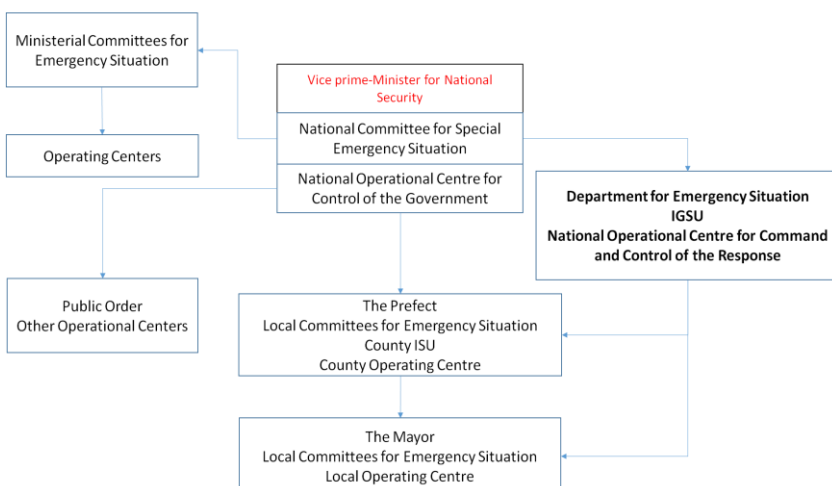 Ministerial Committees for
Emergency Situation
Vice prime-Minister for National
Security
National Committee for Special
Emergency Situation
Operating Centers
National Operational Centre for
Control of the Government
Department for Emergency Situation
IGSU
National Operational Centre for Command
and Control of the Response
Public Order
Other Operational Centers
The Prefect
Local Committees for Emergency Situation
County ISU
County Operating Centre
The Mayor
Local Committees for Emergency Situation
Local Operating Centre